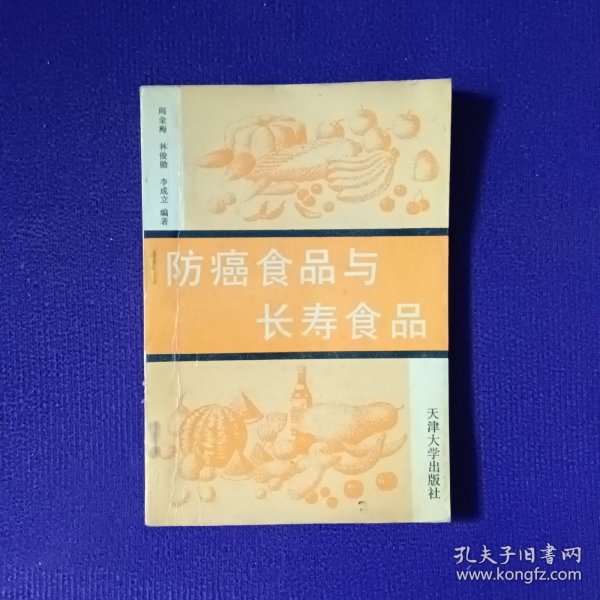 阎金海 林俊勋 李成立 编著
防癌食品与
长寿食品
天津大学出版社
孔夫子旧书网
www.kongfz.com